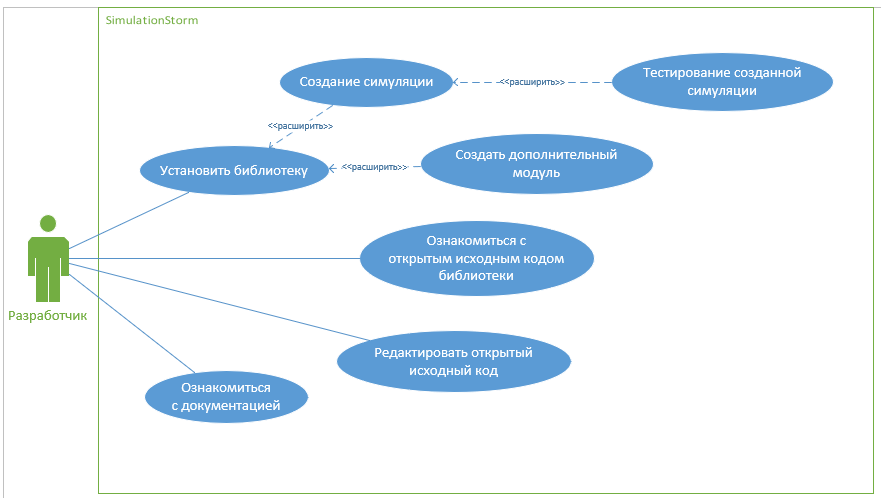 SimulationStorm
Создание симуляции
<<расширить>>
Тестирование созданной
симуляции
<<расширить>>
Установить библиотеку
<<расширить>>
Создать дополнительный
модуль
Ознакомиться с
открытым исходным кодом
библиотеки
Разработчик
Редактировать открытый
исходный код
Ознакомиться
с документацией